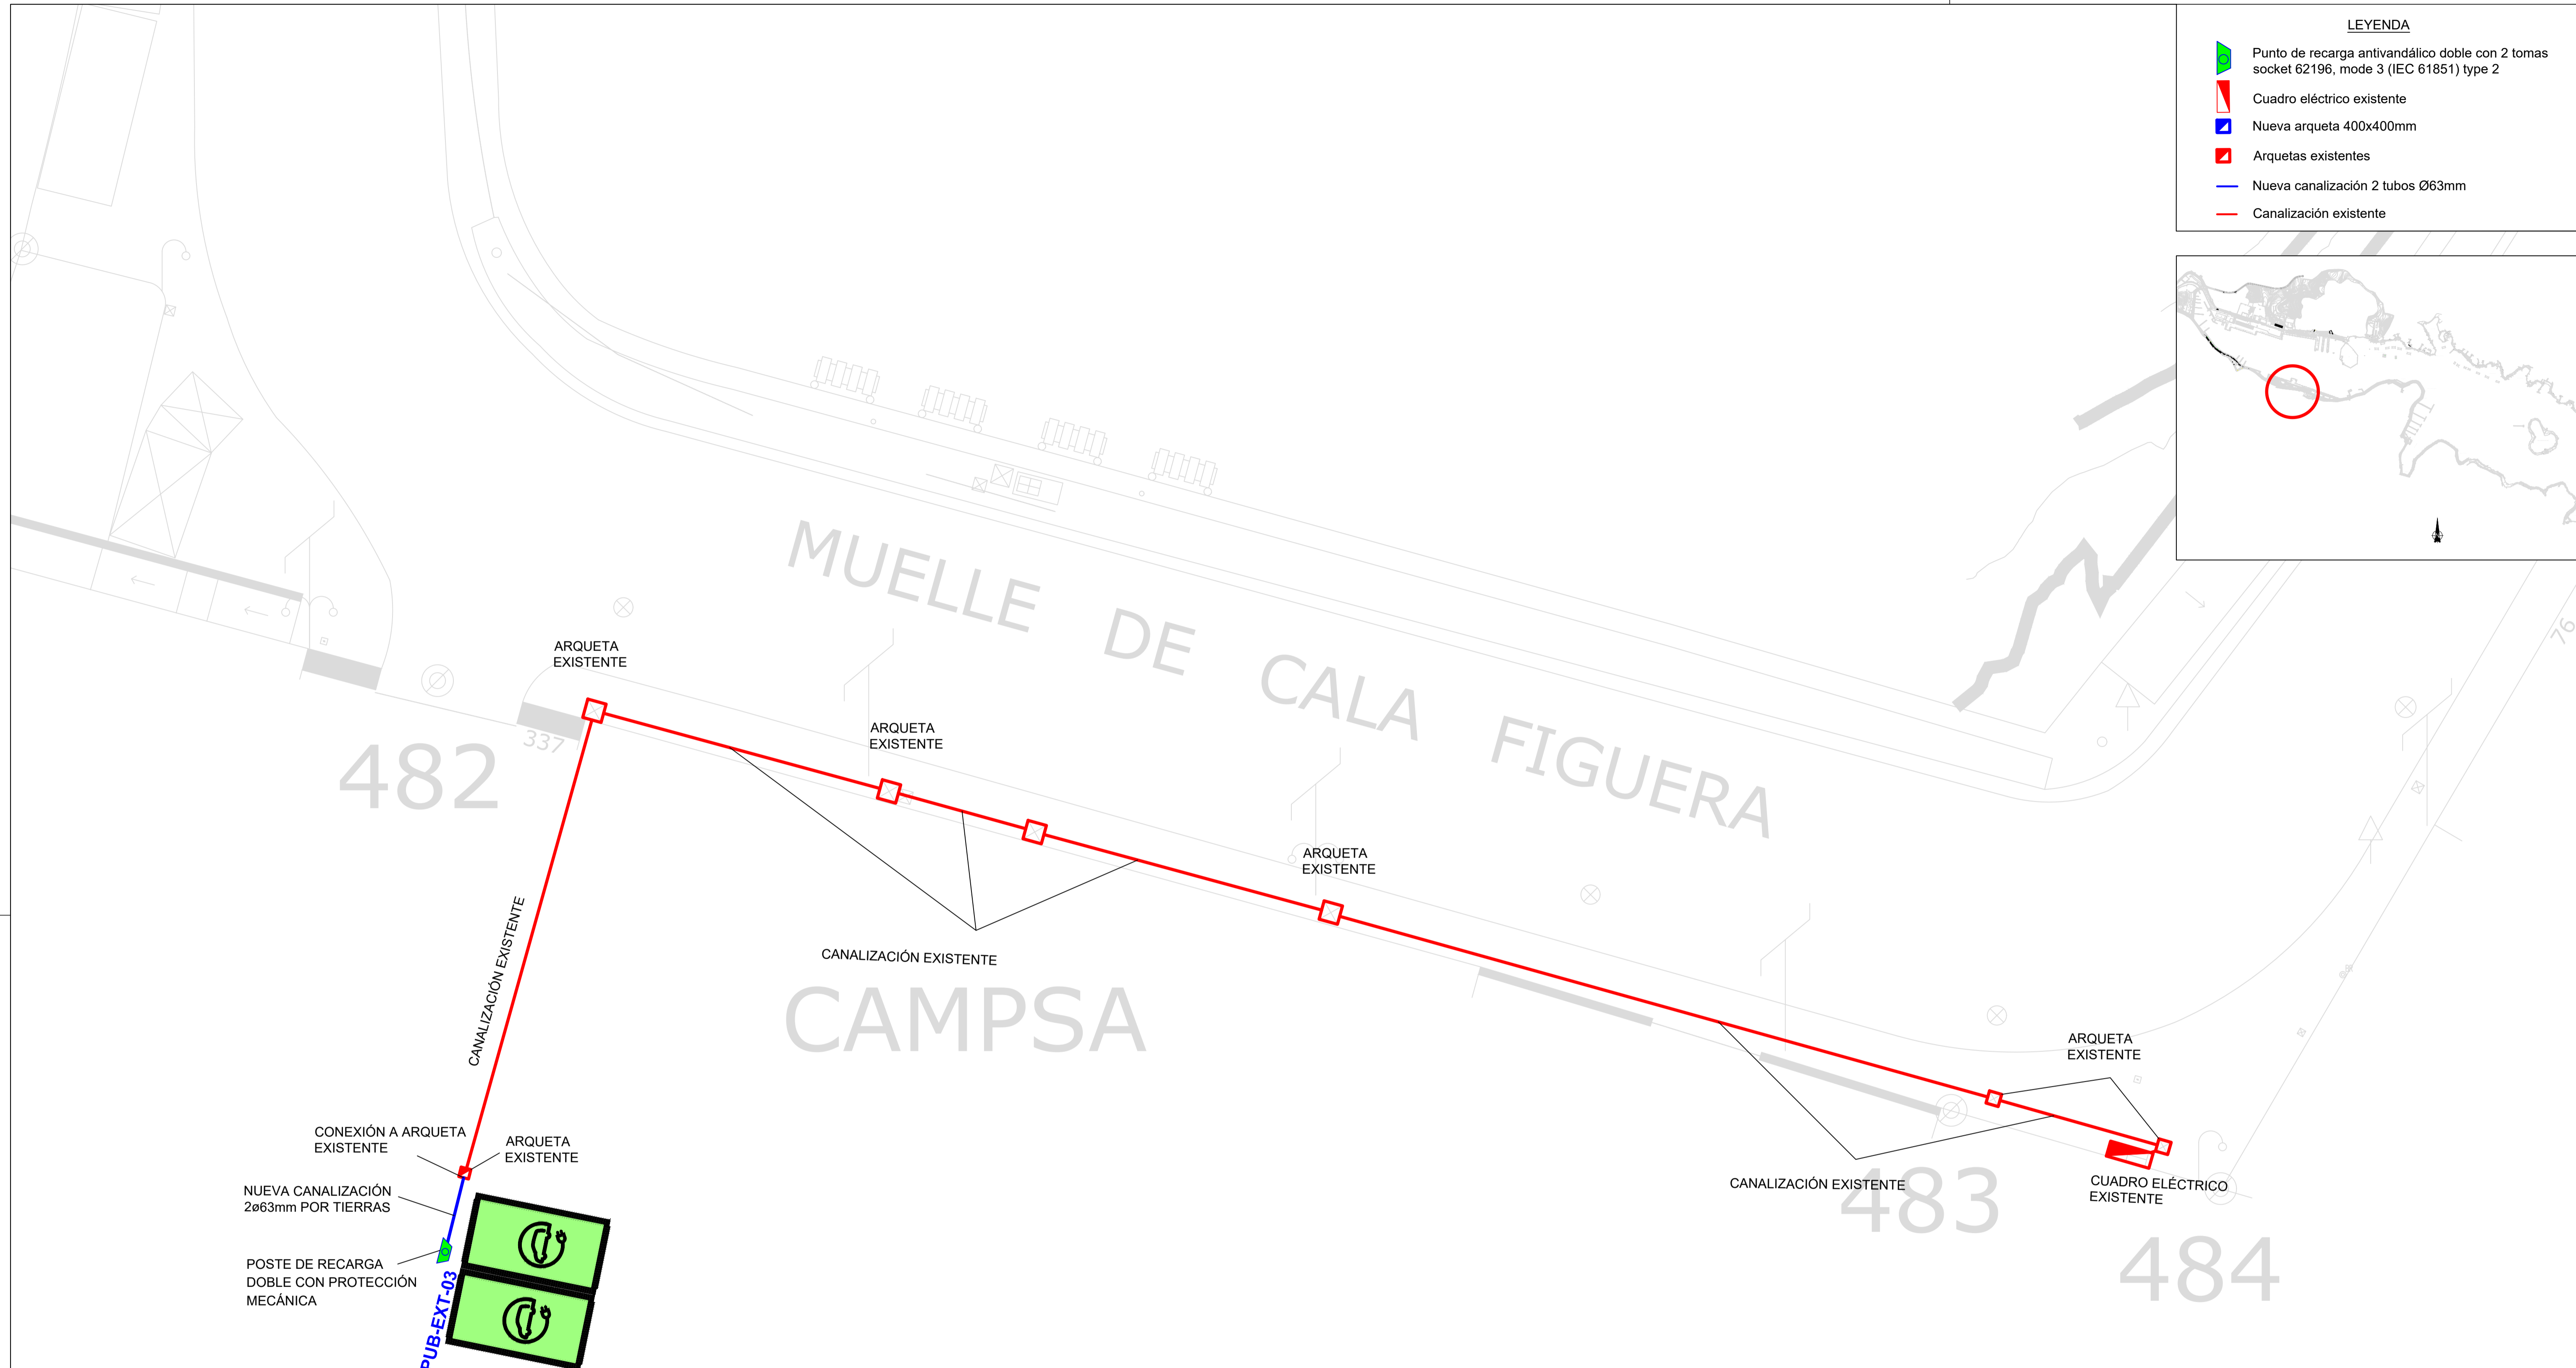 LEYENDA
Punto de recarga antivandálico doble con 2 tomas
socket 62196, mode 3 (IEC 61851) type 2
Cuadro eléctrico existente
Nueva arqueta 400x400mm
Arquetas existentes
Nueva canalización 2 tubos Ø63mm
Canalización existente
MUELLE DE CALA FIGUERA
76
ARQUETA
EXISTENTE
337
482
ARQUETA
EXISTENTE
ARQUETA
EXISTENTE
CANALIZACIÓN EXISTENTE
CANALIZACIÓN EXISTENTE
CAMPSA
ARQUETA
EXISTENTE
CONEXIÓN A ARQUETA
EXISTENTE
ARQUETA
EXISTENTE
NUEVA CANALIZACIÓN
2ø63mm POR TIERRAS
POSTE DE RECARGA
DOBLE CON PROTECCIÓN
MECÁNICA
PUB-EXT-03
CANALIZACIÓN EXISTENTE
483
CUADRO ELÉCTRICO
EXISTENTE
484